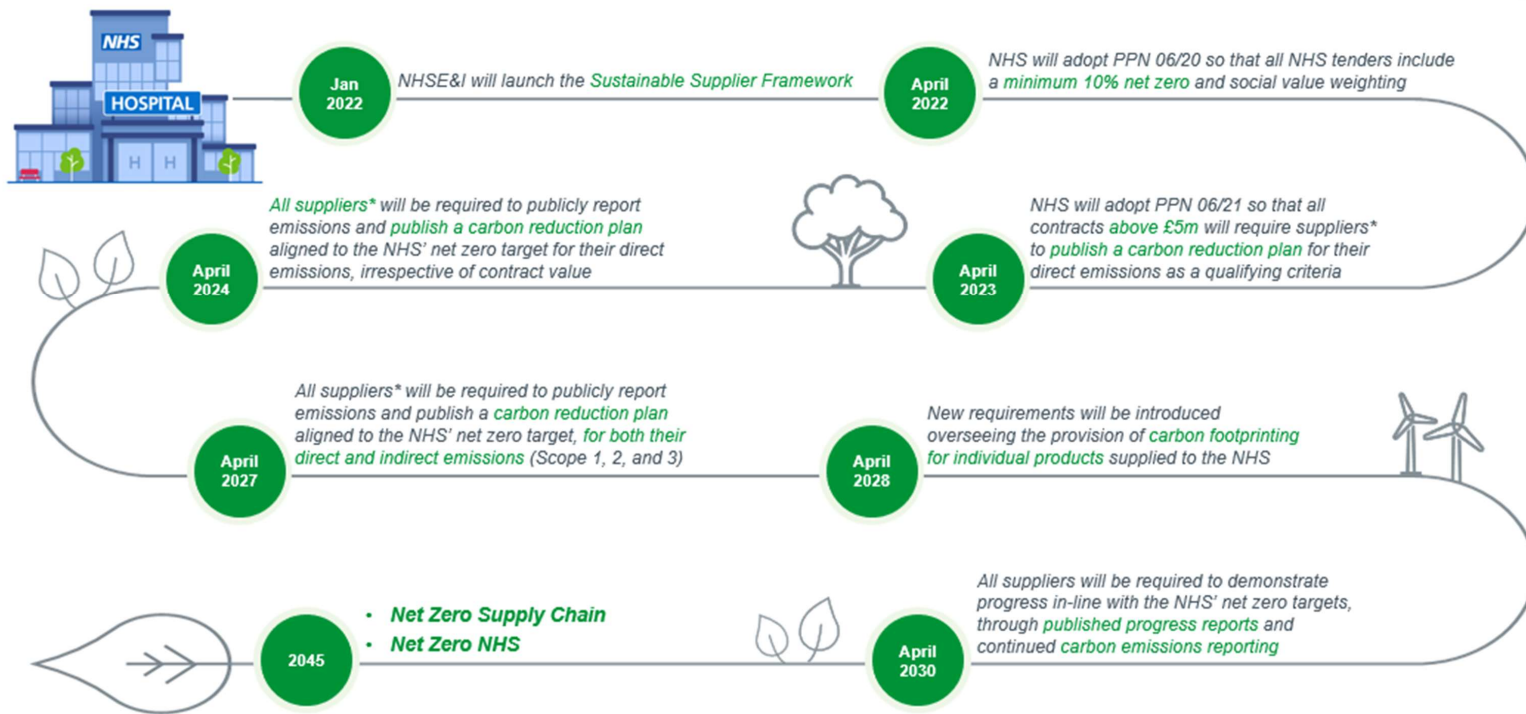 NHS
HOSPITAL
H H
Jan
2022
NHSE&I will launch the Sustainable Supplier Framework
April
2022
NHS will adopt PPN 06/20 so that all NHS tenders include
a minimum 10% net zero and social value weighting
April
2023
NHS will adopt PPN 06/21 so that all
contracts above £5m will require suppliers*
to publish a carbon reduction plan for their
direct emissions as a qualifying criteria
April
2024
All suppliers* will be required to publicly report
emissions and publish a carbon reduction plan
aligned to the NHS' net zero target for their direct
emissions, irrespective of contract value
April
2027
All suppliers* will be required to publicly report
emissions and publish a carbon reduction plan
aligned to the NHS' net zero target, for both their
direct and indirect emissions (Scope 1, 2, and 3)
April
2028
New requirements will be introduced
overseeing the provision of carbon footprinting
for individual products supplied to the NHS
April
2030
All suppliers will be required to demonstrate
progress in-line with the NHS' net zero targets,
through published progress reports and
continued carbon emissions reporting
2045
• Net Zero Supply Chain
• Net Zero NHS